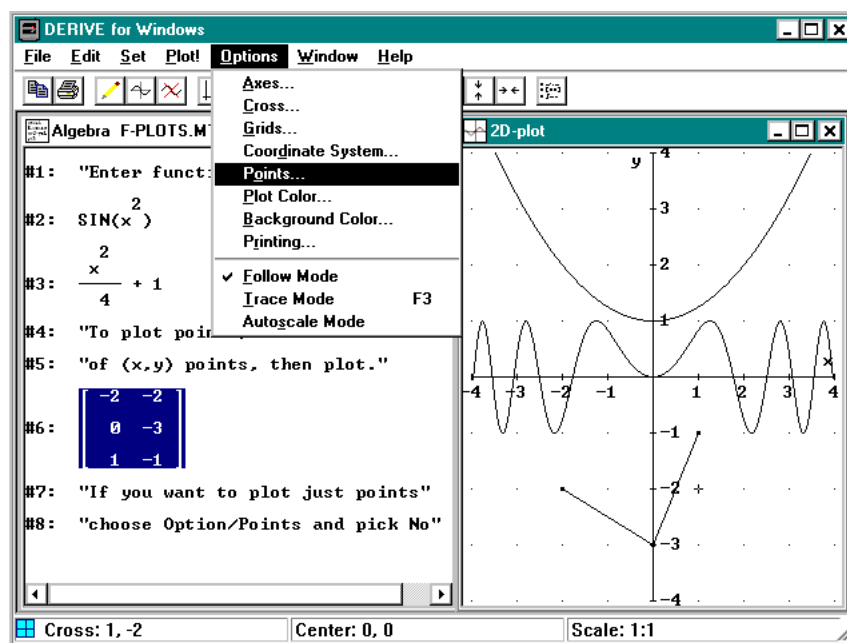 DERIVE for Windows
File Edit Set Plot! Options Window Help
Axes...
Cross...
Grids...
Coordinate System...
Points...
Plot Color...
Background Color...
Printing...
✓ Follow Mode
Trace Mode F3
Autoscale Mode
Algebra F-PLOTS.MT
#1: "Enter functi
#2: SIN(x^2)
#3: x^2/4 + 1
#4: "To plot poin
#5: "of (x,y) points, then plot."
#6: [-2 -2
0 -3
1 -1]
#7: "If you want to plot just points"
#8: "choose Option/Points and pick No"
2D-plot
y
4
3
2
1
x
-4 -3 -2 -1 1 2 3 4
-1
-2
-3
-4
Cross: 1, -2 Center: 0, 0 Scale: 1:1